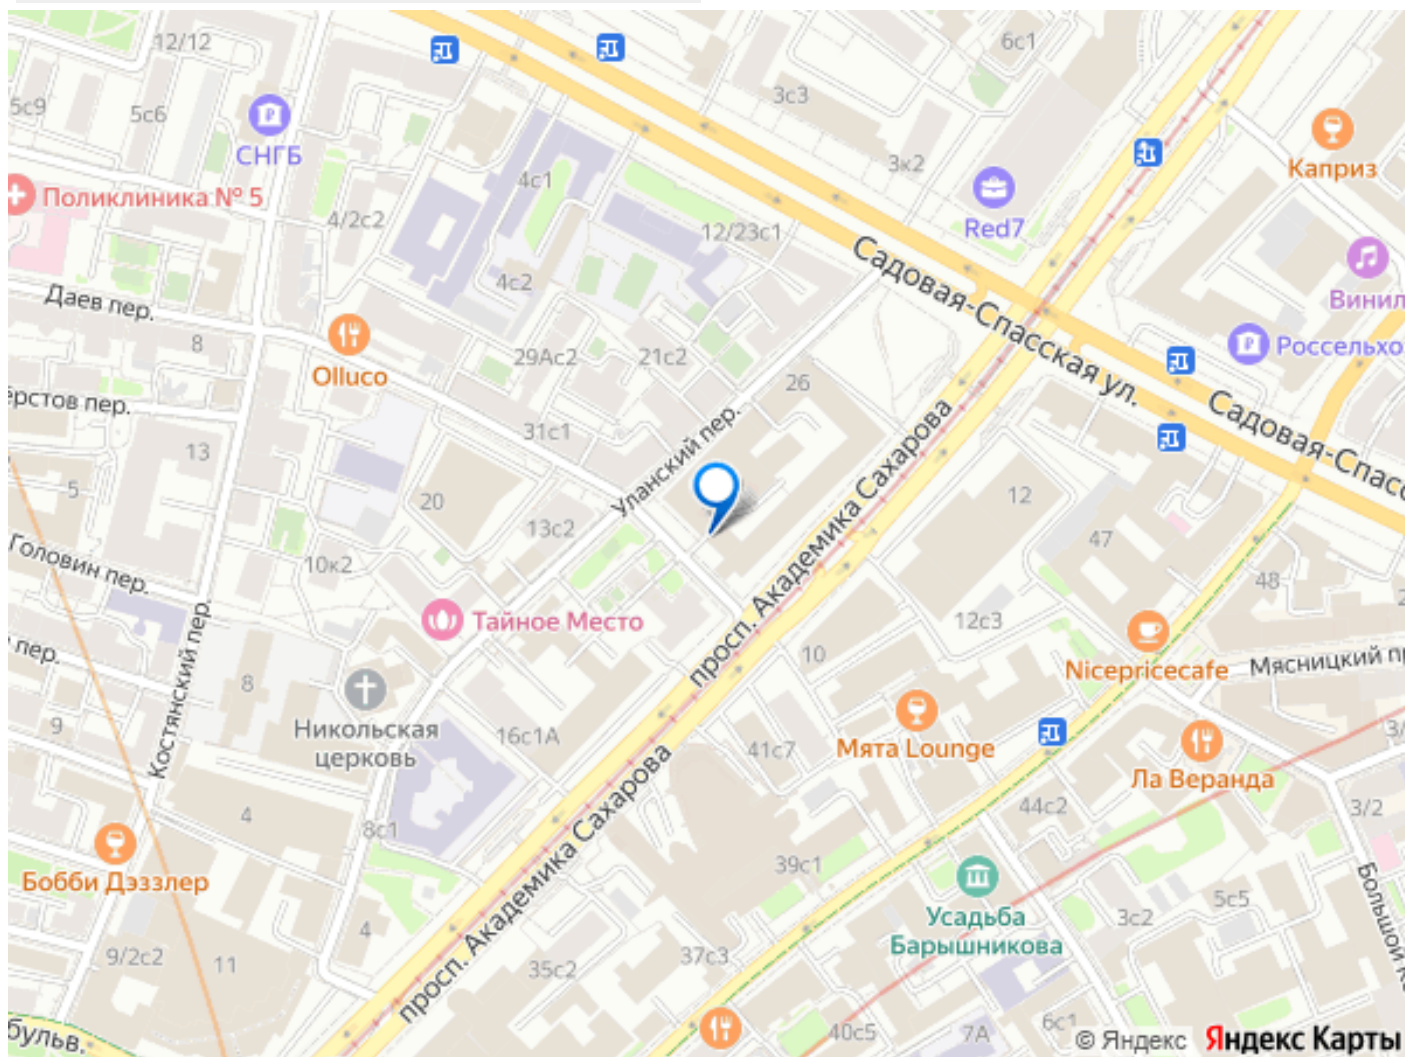 12/12
6с1
5с9
5с6
3с3
СНГБ
Каприз
3к2
4с1
Поликлиника № 5
Red7
4/2с2
12/23с1
Садовая-Спасская ул.
4с2
Даев пер.
Винил
8
29Ас2
21с2
Россельхо
Olluco
26
ерстов пер.
Садовая-Спасс
31с1
Уланский пер.
просп. Академика Сахарова
13
5
20
12
13с2
47
Головин пер.
10к2
48
2
12с3
Тайное Место
пер.
10
Nicepricecafe
Мясницкий п
8
Костянский пер.
Никольская
церковь
9
16с1А
41с7
Мята Lounge
3/
Ла Веранда
44с2
3/2
4
8с1
просп. Академика Сахарова
39с1
Бобби Дэззлер
Большой К
5с5
Усадьба
Барышникова
3с2
4
9/2с2
11
35с2
37с3
бульв.
40с5
7А
6с1
© Яндекс Яндекс Карты